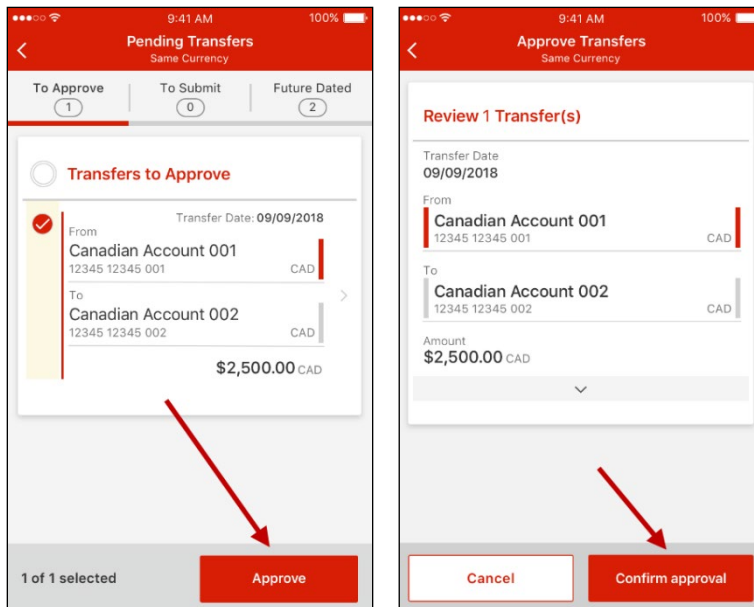 9:41 AM
100%
Pending Transfers
Same Currency
To Approve
1
To Submit
0
Future Dated
2
Transfers to Approve
Transfer Date: 09/09/2018
From
Canadian Account 001
12345 12345 001 CAD
To
Canadian Account 002
12345 12345 002 CAD
$2,500.00 CAD
1 of 1 selected
Approve
9:41 AM
100%
Approve Transfers
Same Currency
Review 1 Transfer(s)
Transfer Date
09/09/2018
From
Canadian Account 001
12345 12345 001 CAD
To
Canadian Account 002
12345 12345 002 CAD
Amount
$2,500.00 CAD
Cancel
Confirm approval